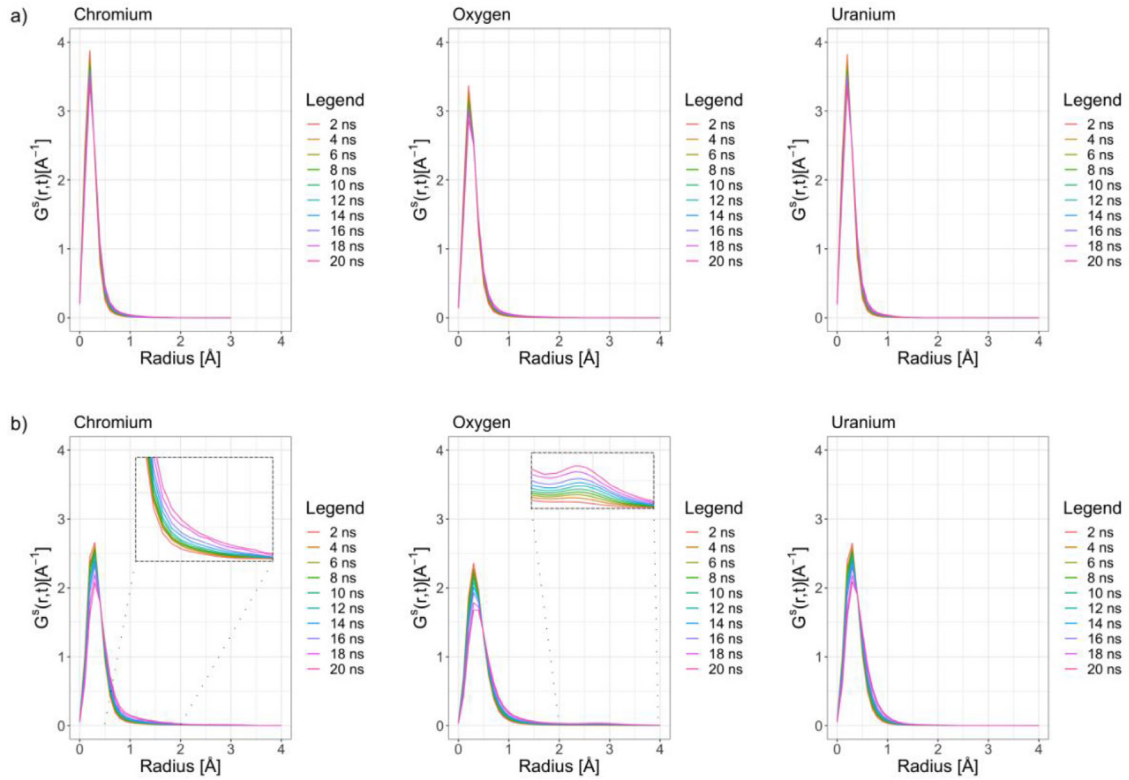 a)
Chromium
Oxygen
Uranium
4
3
2
1
0
G^s(r,t)[A^-1]
0 1 2 3 4
Radius [Å]
Legend
2 ns
4 ns
6 ns
8 ns
10 ns
12 ns
14 ns
16 ns
18 ns
20 ns
4
3
2
1
0
G^s(r,t)[A^-1]
0 1 2 3 4
Radius [Å]
Legend
2 ns
4 ns
6 ns
8 ns
10 ns
12 ns
14 ns
16 ns
18 ns
20 ns
4
3
2
1
0
G^s(r,t)[A^-1]
0 1 2 3 4
Radius [Å]
Legend
2 ns
4 ns
6 ns
8 ns
10 ns
12 ns
14 ns
16 ns
18 ns
20 ns
b)
Chromium
Oxygen
Uranium
4
3
2
1
0
G^s(r,t)[A^-1]
0 1 2 3 4
Radius [Å]
Legend
2 ns
4 ns
6 ns
8 ns
10 ns
12 ns
14 ns
16 ns
18 ns
20 ns
4
3
2
1
0
G^s(r,t)[A^-1]
0 1 2 3 4
Radius [Å]
Legend
2 ns
4 ns
6 ns
8 ns
10 ns
12 ns
14 ns
16 ns
18 ns
20 ns
4
3
2
1
0
G^s(r,t)[A^-1]
0 1 2 3 4
Radius [Å]
Legend
2 ns
4 ns
6 ns
8 ns
10 ns
12 ns
14 ns
16 ns
18 ns
20 ns